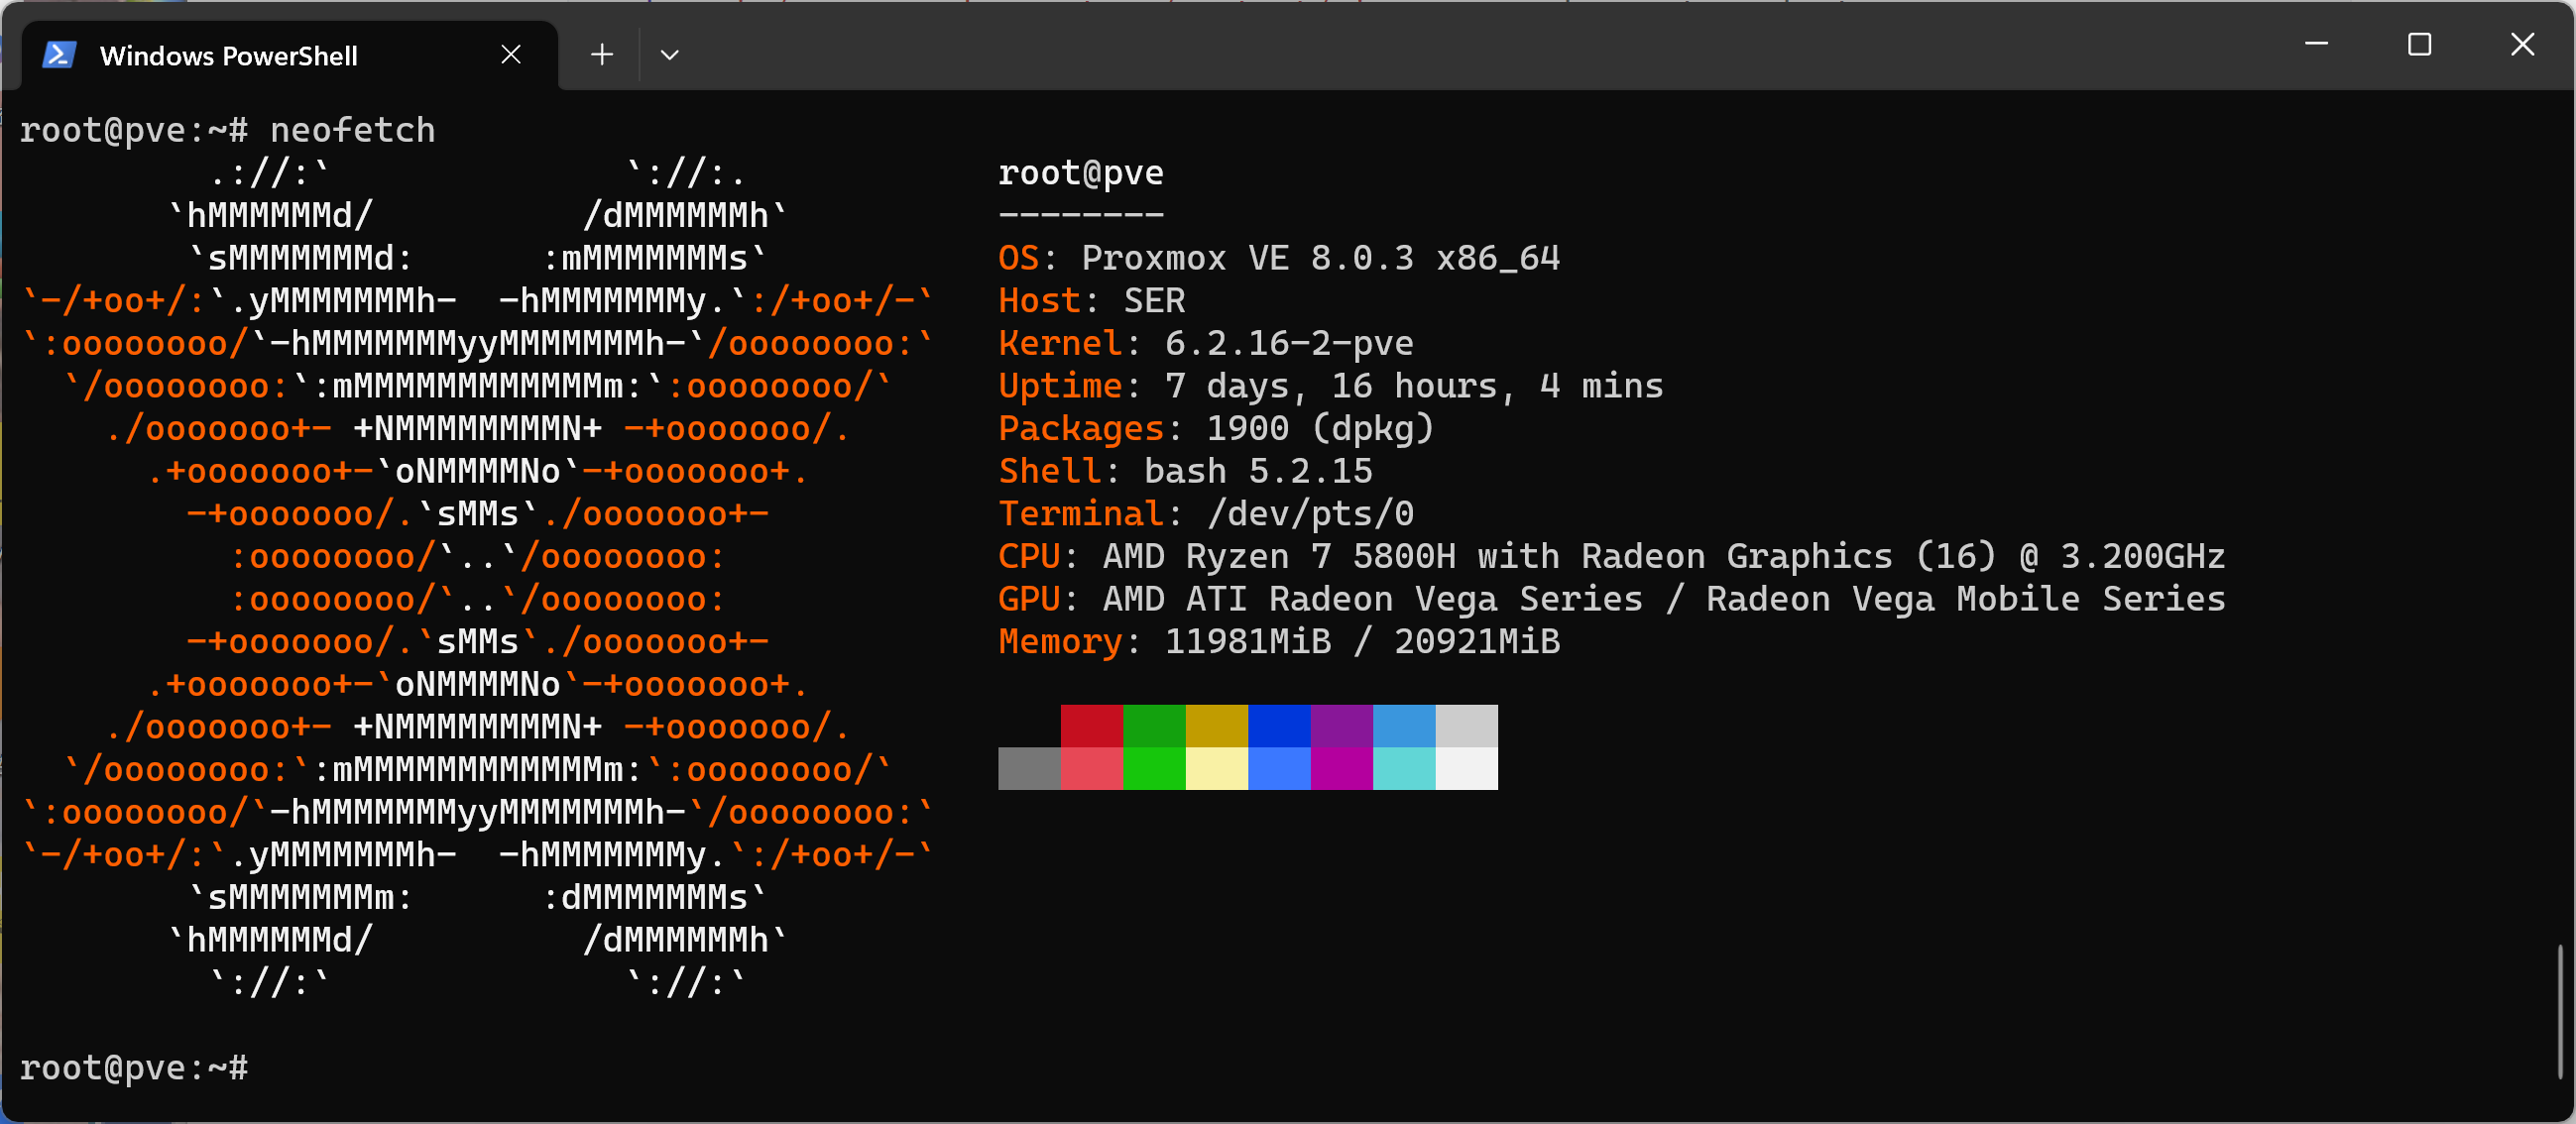 Windows PowerShell
root@pve:~# neofetch
         .://:`              `://:.            root@pve
       `hMMMMMMd/          /dMMMMMMh`          --------
        `sMMMMMMMd:      :mMMMMMMMs`           OS: Proxmox VE 8.0.3 x86_64
`-/+oo+/:`.yMMMMMMMh-  -hMMMMMMMy.`:/+oo+/-`   Host: SER
`:oooooooo/`-hMMMMMMMyyMMMMMMMh-`/oooooooo:`   Kernel: 6.2.16-2-pve
  `/oooooooo:`:mMMMMMMMMMMMMm:`:oooooooo/`     Uptime: 7 days, 16 hours, 4 mins
    ./ooooooo+- +NMMMMMMMMN+ -+ooooooo/.       Packages: 1900 (dpkg)
      .+ooooooo+-`oNMMMMNo`-+ooooooo+.         Shell: bash 5.2.15
        -+ooooooo/.`sMMs`./ooooooo+-           Terminal: /dev/pts/0
          :oooooooo/`..`/oooooooo:             CPU: AMD Ryzen 7 5800H with Radeon Graphics (16) @ 3.200GHz
          :oooooooo/`..`/oooooooo:             GPU: AMD ATI Radeon Vega Series / Radeon Vega Mobile Series
        -+ooooooo/.`sMMs`./ooooooo+-           Memory: 11981MiB / 20921MiB
      .+ooooooo+-`oNMMMMNo`-+ooooooo+.
    ./ooooooo+- +NMMMMMMMMN+ -+ooooooo/.
  `/oooooooo:`:mMMMMMMMMMMMMm:`:oooooooo/`
`:oooooooo/`-hMMMMMMMyyMMMMMMMh-`/oooooooo:`
`-/+oo+/:`.yMMMMMMMh-  -hMMMMMMMy.`:/+oo+/-`
        `sMMMMMMMm:      :dMMMMMMMs`
       `hMMMMMMd/          /dMMMMMMh`
         `://:`              `://:`
root@pve:~#